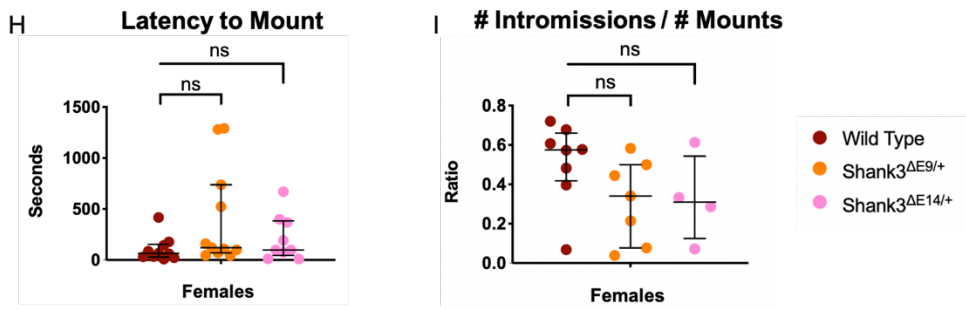 H
Latency to Mount
ns
ns
1500
1000
500
0
Seconds
Females
I
# Intromissions / # Mounts
ns
ns
0.8
0.6
0.4
0.2
0.0
Ratio
Females
Wild Type
Shank3ΔE9/+
Shank3ΔE14/+